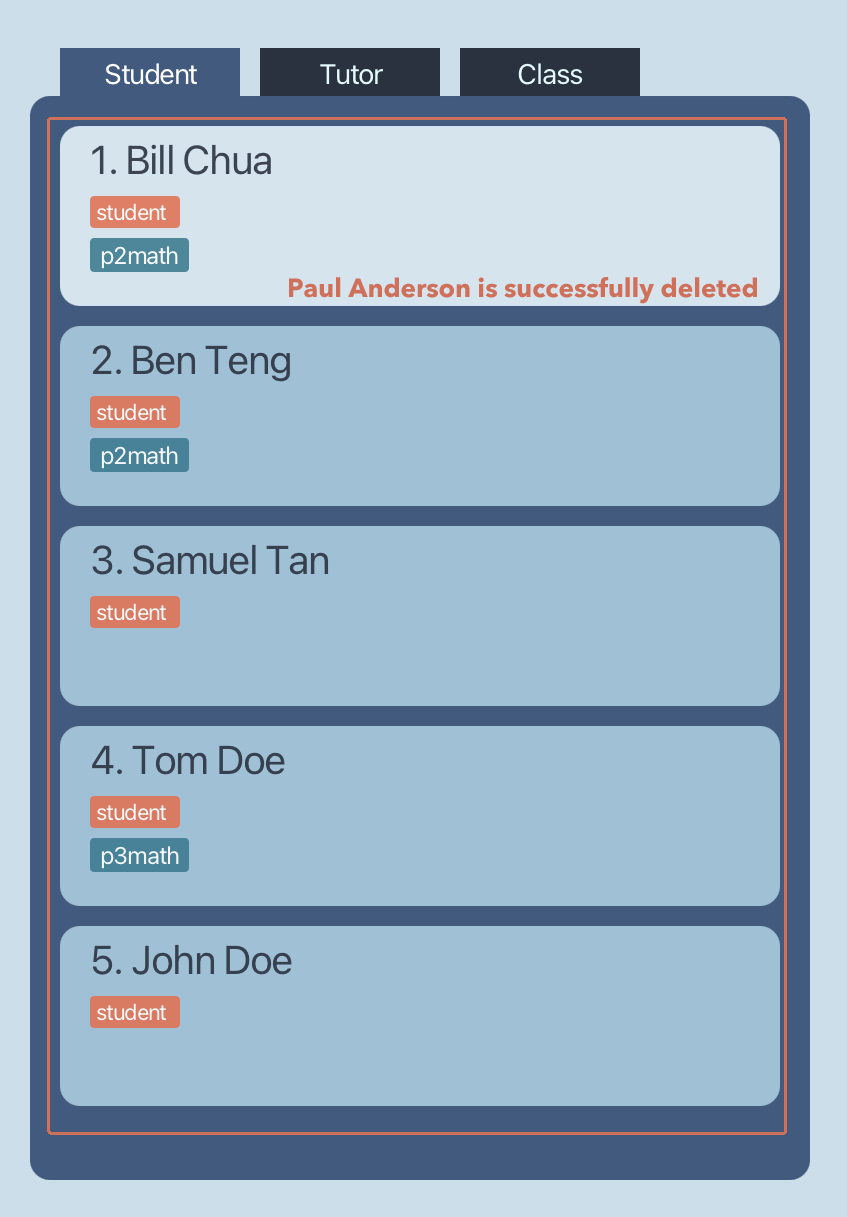 Student Tutor Class
1. Bill Chua
student
p2math
Paul Anderson is successfully deleted
2. Ben Teng
student
p2math
3. Samuel Tan
student
4. Tom Doe
student
p3math
5. John Doe
student